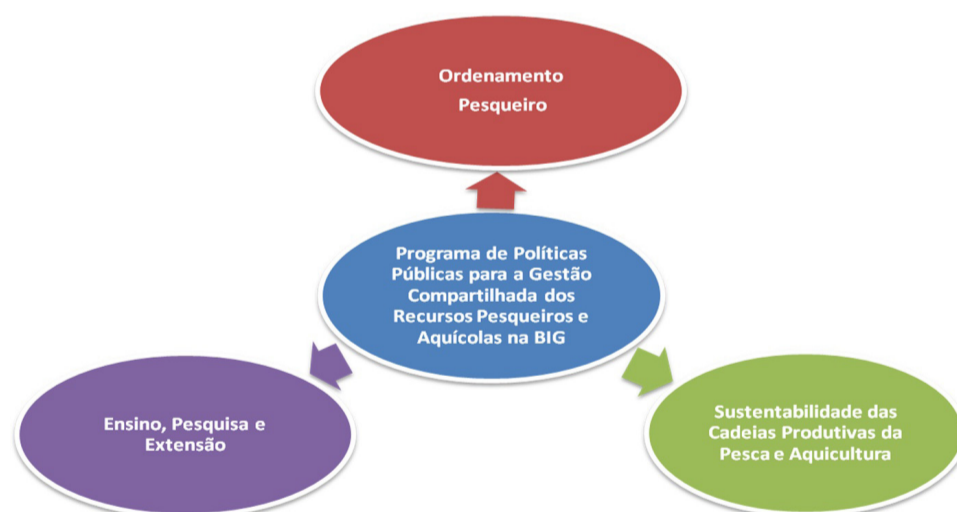 Ordenamento
Pesqueiro
Programa de Políticas
Públicas para a Gestão
Compartilhada dos
Recursos Pesqueiros e
Aquícolas na BIG
Ensino, Pesquisa e
Extensão
Sustentabilidade das
Cadeias Produtivas da
Pesca e Aquicultura